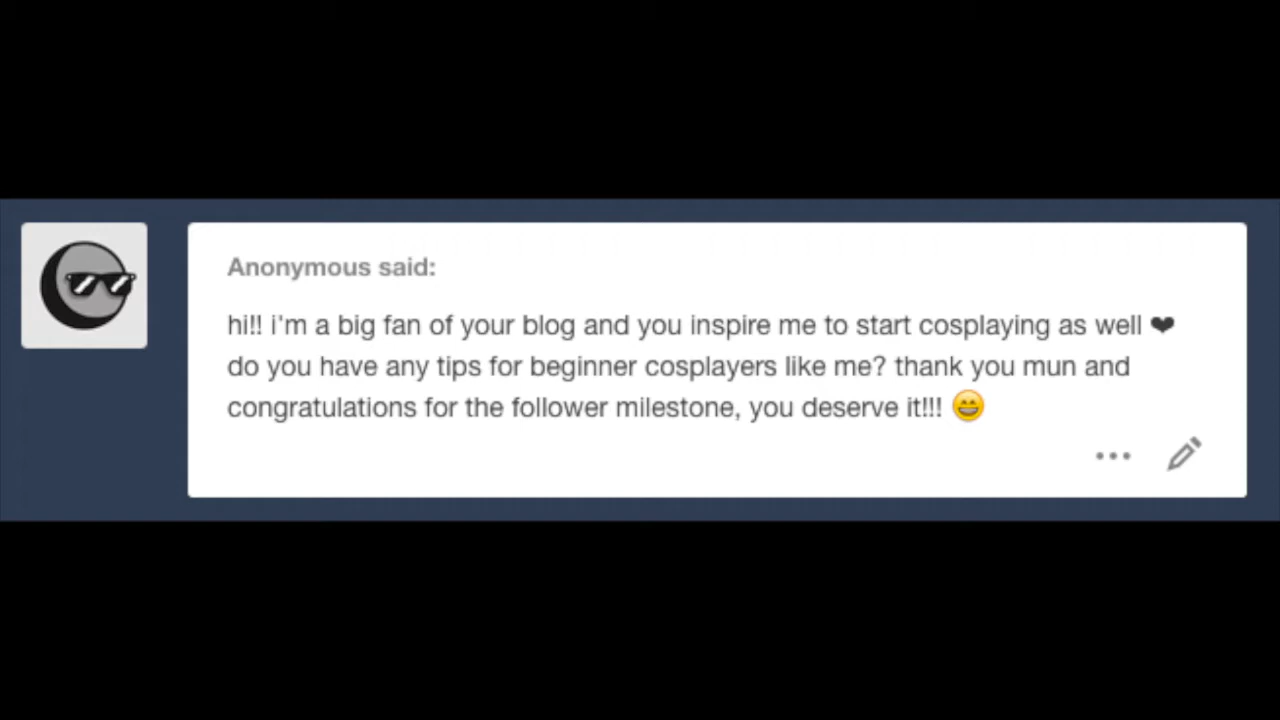 Anonymous said:
hi!! i'm a big fan of your blog and you inspire me to start cosplaying as well ❤
do you have any tips for beginner cosplayers like me? thank you mun and
congratulations for the follower milestone, you deserve it!!! 😄